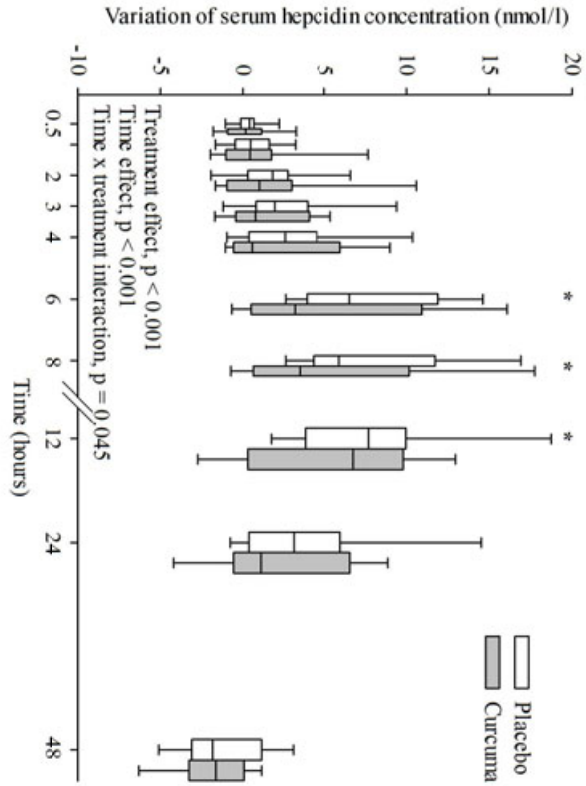 Variation of serum hepcidin concentration (nmol/l)
20
15
10
5
0
-5
-10
* * *
Placebo
Curcuma
Treatment effect, p < 0.001
Time effect, p < 0.001
Time x treatment interaction, p = 0.045
0.5 2 3 4 6 8 12 24 48
Time (hours)